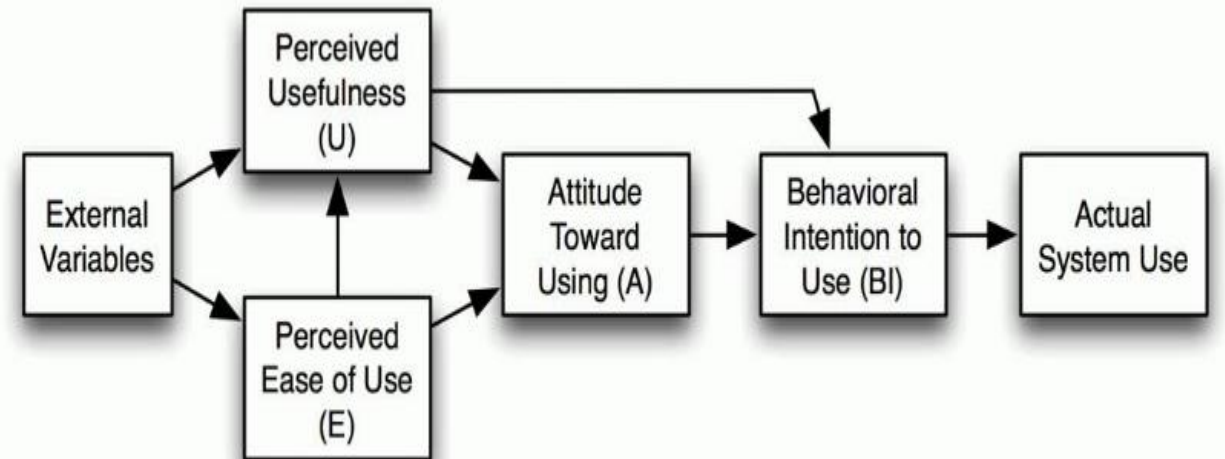 External
Variables
Perceived
Usefulness
(U)
Perceived
Ease of Use
(E)
Attitude
Toward
Using (A)
Behavioral
Intention to
Use (BI)
Actual
System Use